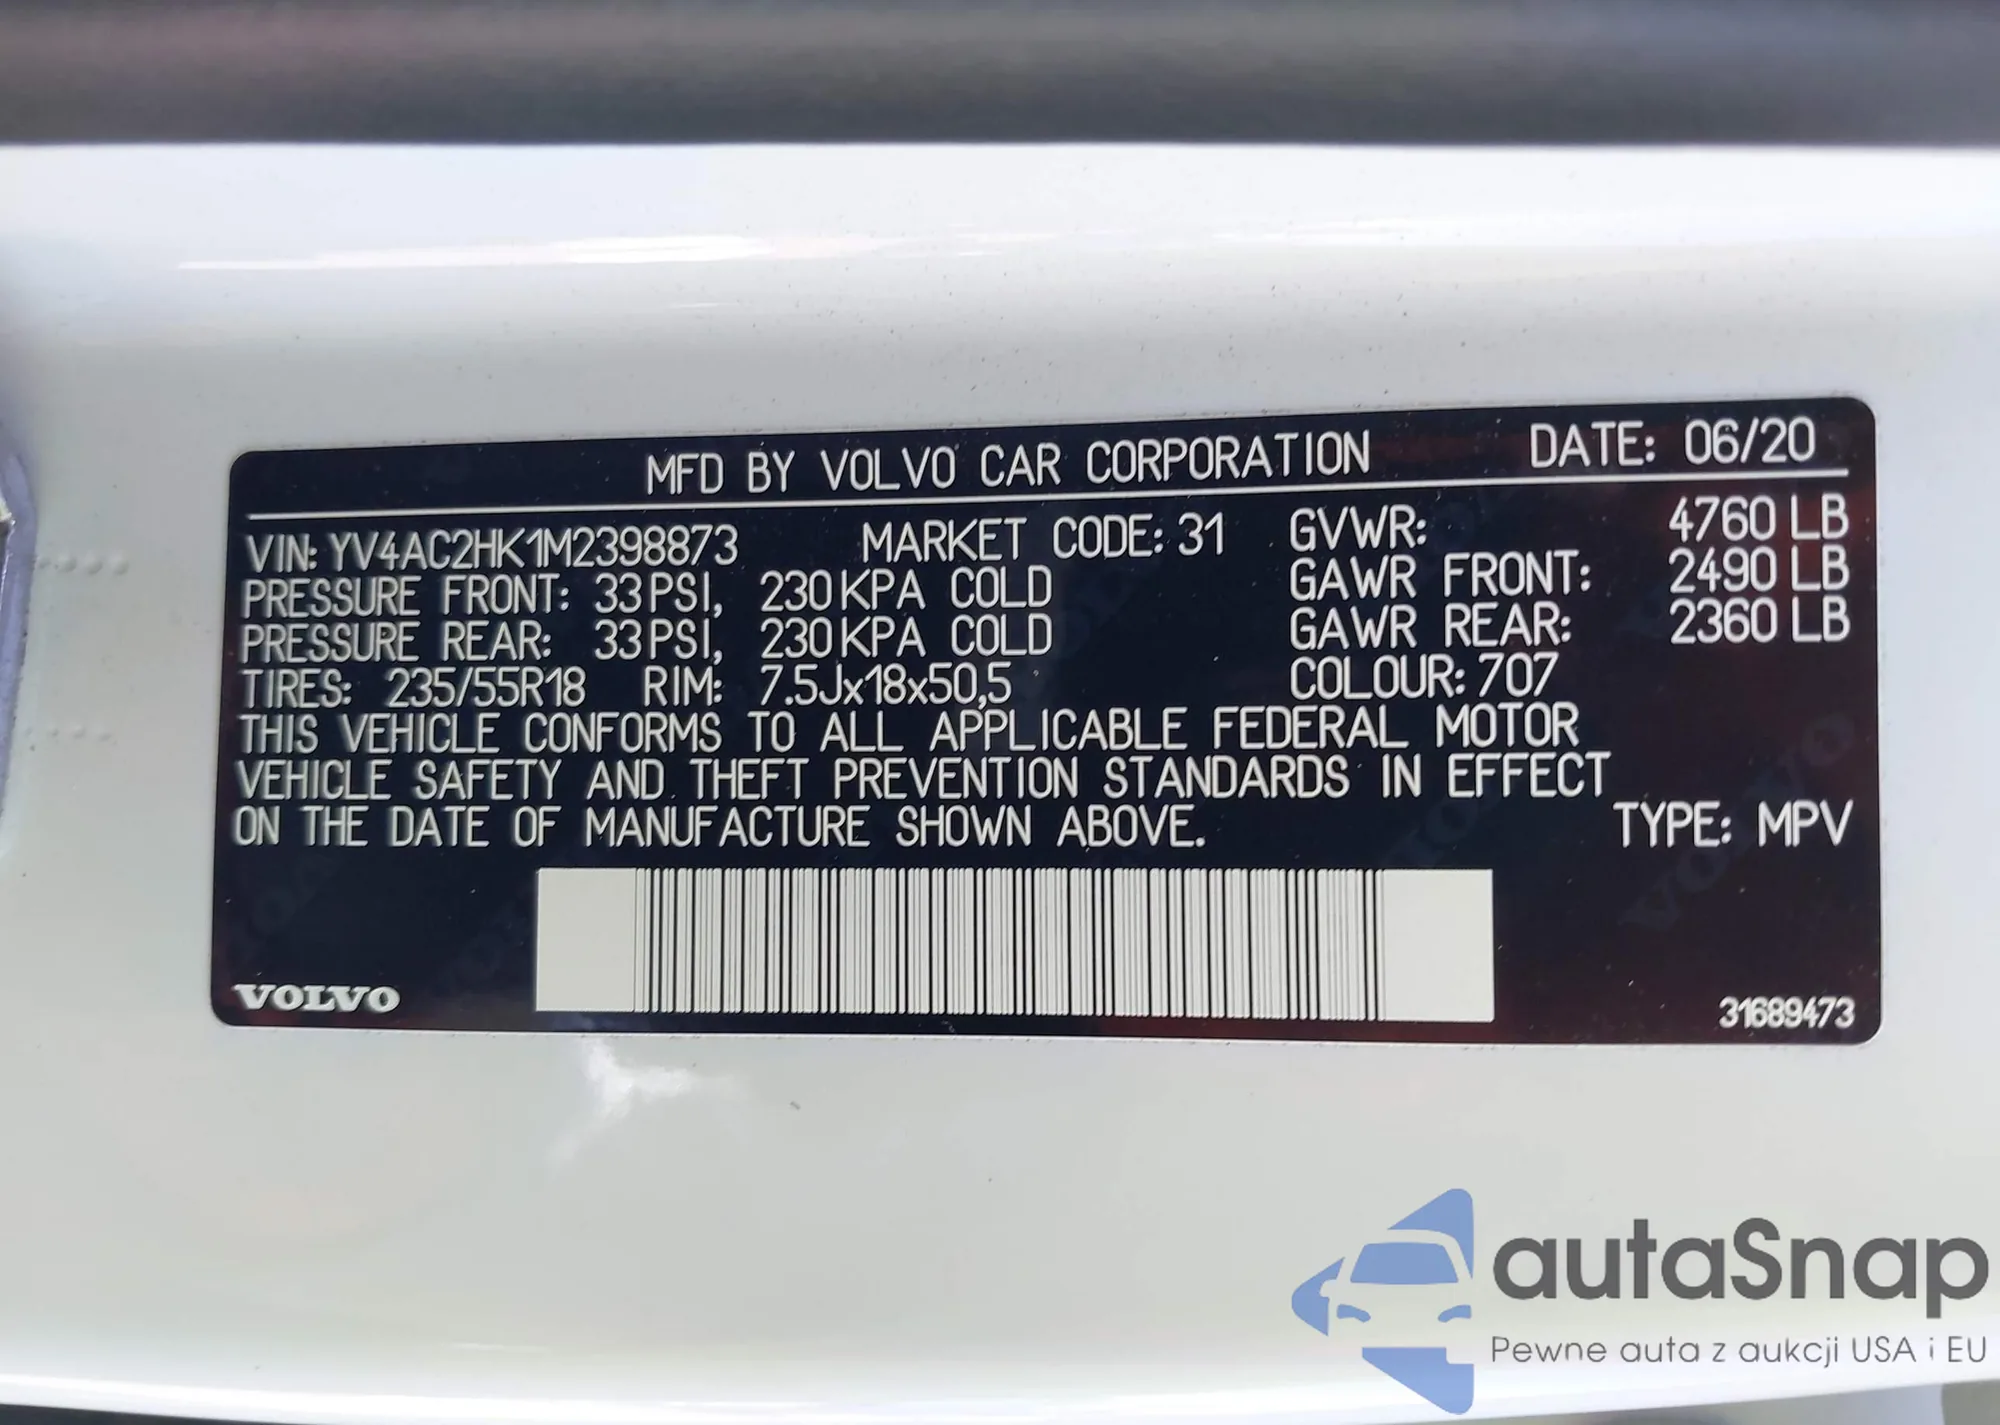 MFD BY VOLVO CAR CORPORATION DATE: 06/20
VIN: YV4AC2HK1M2398873 MARKET CODE: 31 GVWR: 4760 LB
PRESSURE FRONT: 33 PSI, 230 KPA COLD GAWR FRONT: 2490 LB
PRESSURE REAR: 33 PSI, 230 KPA COLD GAWR REAR: 2360 LB
TIRES: 235/55R18 RIM: 7.5Jx18x50,5 COLOUR: 707
THIS VEHICLE CONFORMS TO ALL APPLICABLE FEDERAL MOTOR
VEHICLE SAFETY AND THEFT PREVENTION STANDARDS IN EFFECT
ON THE DATE OF MANUFACTURE SHOWN ABOVE. TYPE: MPV
VOLVO 31689473
autaSnap
Pewne auta z aukcji USA i EU